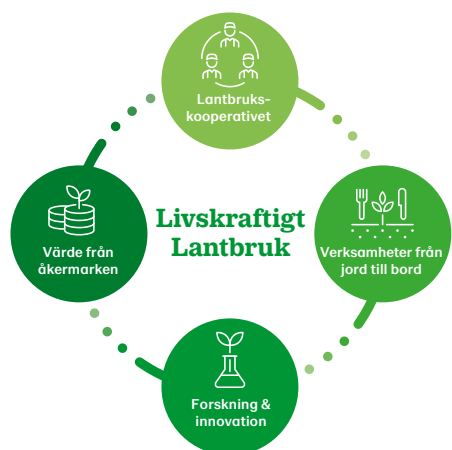 Lantbruks-
kooperativet
Livskraftigt
Lantbruk
Värde från
åkermarken
Verksamheter från
jord till bord
Forskning &
innovation